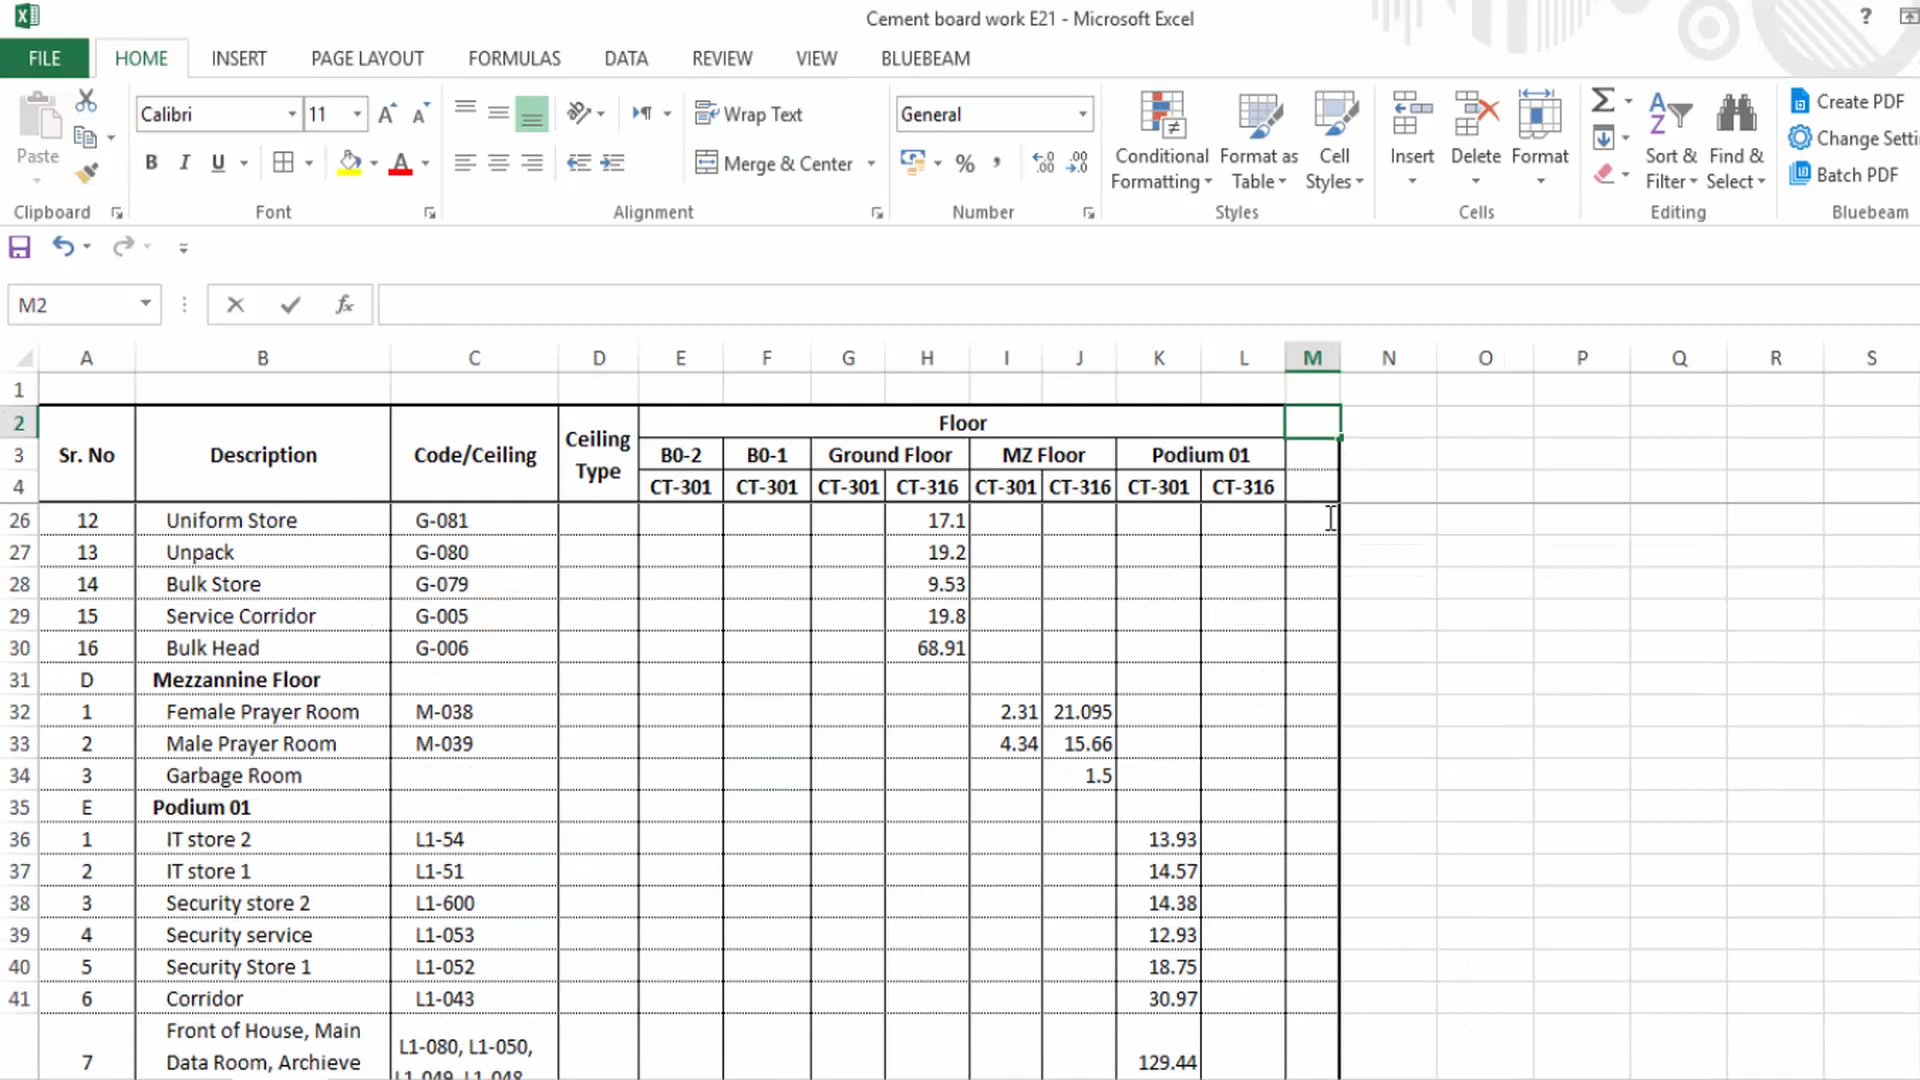 Cement board work E21 - Microsoft Excel
?
FILE HOME INSERT PAGE LAYOUT FORMULAS DATA REVIEW VIEW BLUEBEAM
Paste
Calibri 11
Wrap Text
General
Conditional Formatting
Format as Table
Cell Styles
Insert
Delete
Format
Sort & Filter
Find & Select
Create PDF
Change Setti
Batch PDF
B I U
Merge & Center
%
Clipboard Font Alignment Number Styles Cells Editing Bluebeam
M2
fx
A B C D E F G H I J K L M N O P Q R S
1
2 Floor
3 Sr. No Description Code/Ceiling Ceiling Type B0-2 B0-1 Ground Floor MZ Floor Podium 01
4 CT-301 CT-301 CT-301 CT-316 CT-301 CT-316 CT-301 CT-316
26 12 Uniform Store G-081 17.1
27 13 Unpack G-080 19.2
28 14 Bulk Store G-079 9.53
29 15 Service Corridor G-005 19.8
30 16 Bulk Head G-006 68.91
31 D Mezzannine Floor
32 1 Female Prayer Room M-038 2.31 21.095
33 2 Male Prayer Room M-039 4.34 15.66
34 3 Garbage Room 1.5
35 E Podium 01
36 1 IT store 2 L1-54 13.93
37 2 IT store 1 L1-51 14.57
38 3 Security store 2 L1-600 14.38
39 4 Security service L1-053 12.93
40 5 Security Store 1 L1-052 18.75
41 6 Corridor L1-043 30.97
Front of House, Main
L1-080, L1-050,
7 Data Room, Archieve 129.44
L1-049, L1-048